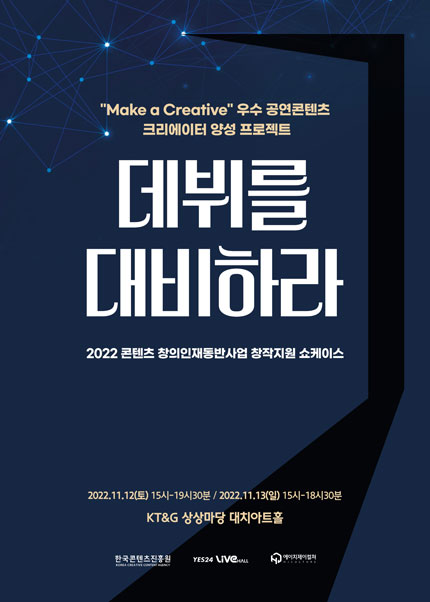 "Make a Creative" 우수 공연콘텐츠
크리에이터 양성 프로젝트
데뷔를
대비하라
2022 콘텐츠 창의인재동반사업 창작지원 쇼케이스
2022.11.12(토) 15시-19시30분 / 2022.11.13(일) 15시-18시30분
KT&G 상상마당 대치아트홀
한국콘텐츠진흥원 YES24 LIVE HALL 에이치제이컬쳐
KOREA CREATIVE CONTENT AGENCY HJCULTURE